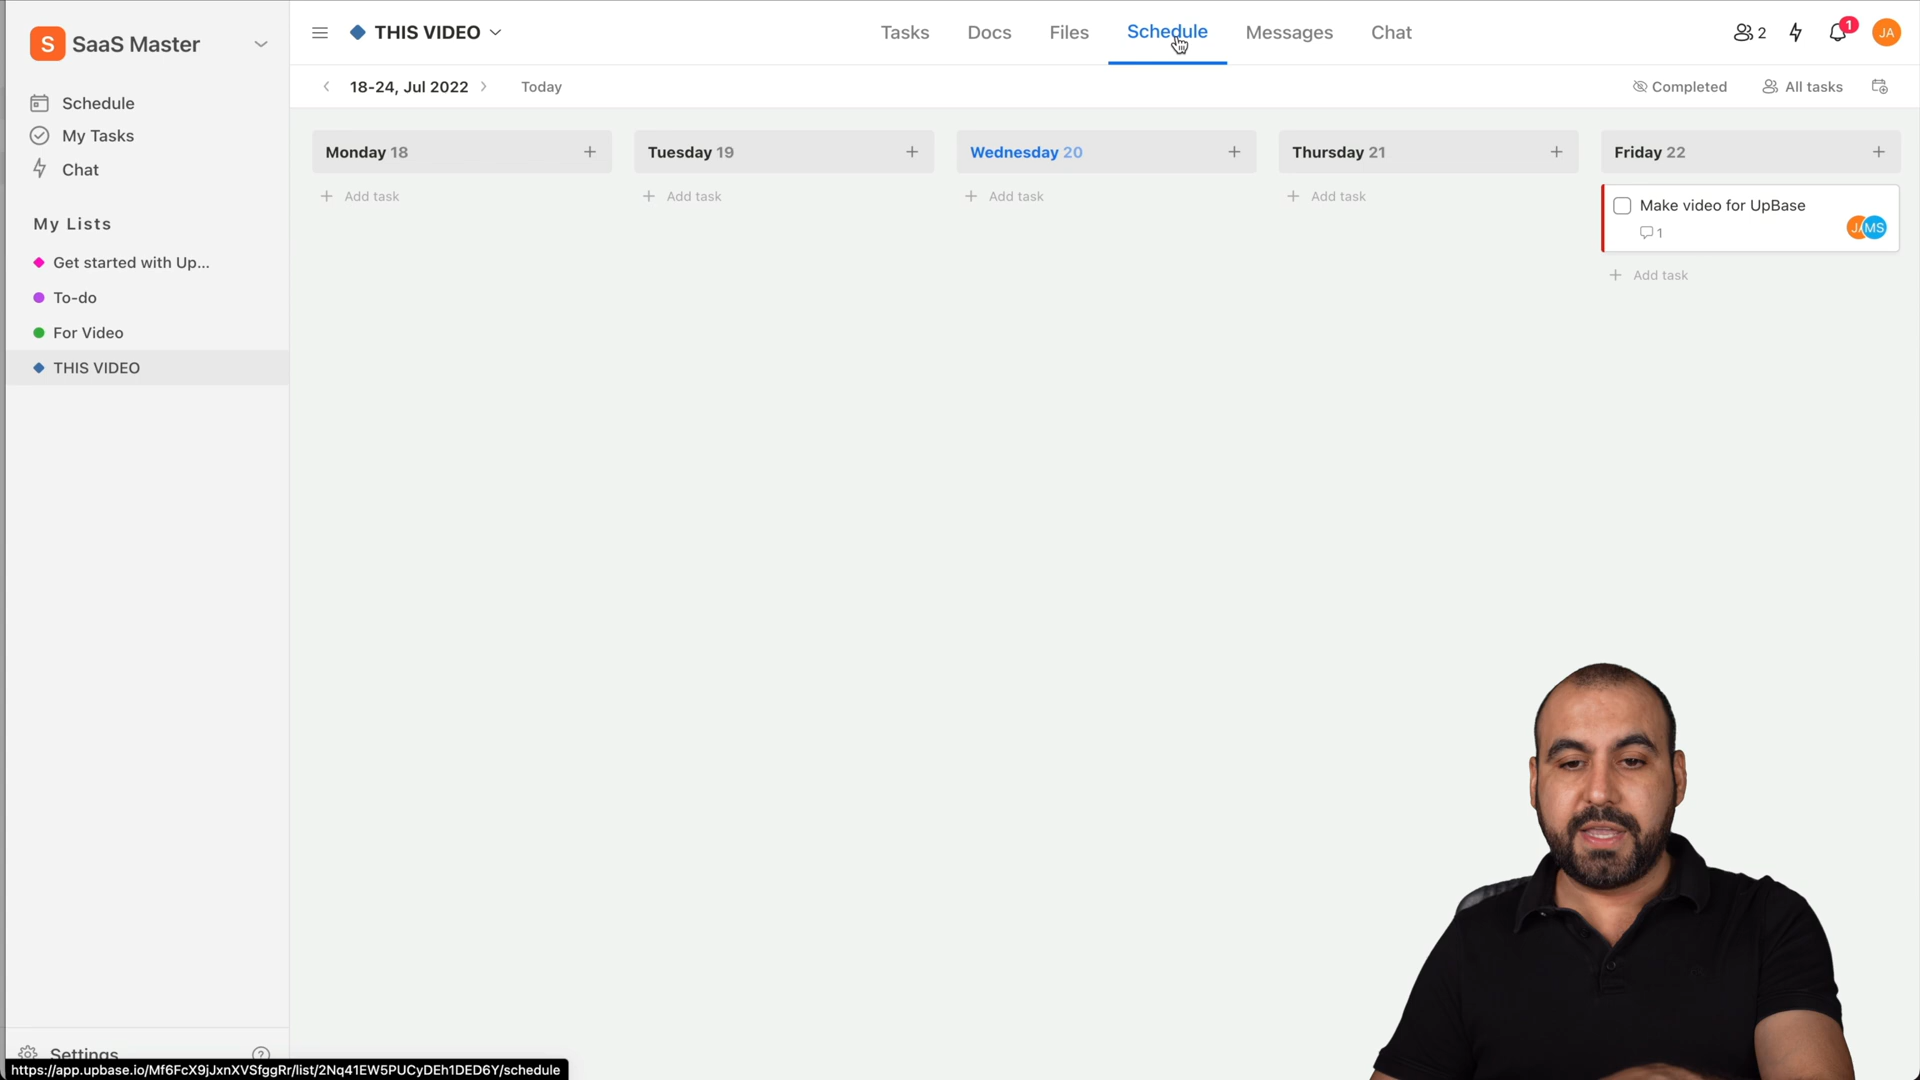 S SaaS Master
Schedule
My Tasks
Chat
My Lists
Get started with Up...
To-do
For Video
THIS VIDEO
Settings
THIS VIDEO
Tasks Docs Files Schedule Messages Chat
2
1
JA
18-24, Jul 2022 Today
Completed All tasks
Monday 18
Add task
Tuesday 19
Add task
Wednesday 20
Add task
Thursday 21
Add task
Friday 22
Make video for UpBase
1
MS
Add task
https://app.upbase.io/Mf6FcX9jJxnXVSfggRr/list/2Nq41EW5PUCyDEh1DED6Y/schedule